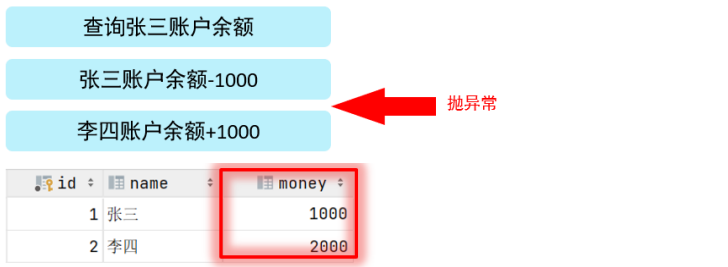 查询张三账户余额
张三账户余额-1000
抛异常
李四账户余额+1000
id name money
1 张三 1000
2 李四 2000